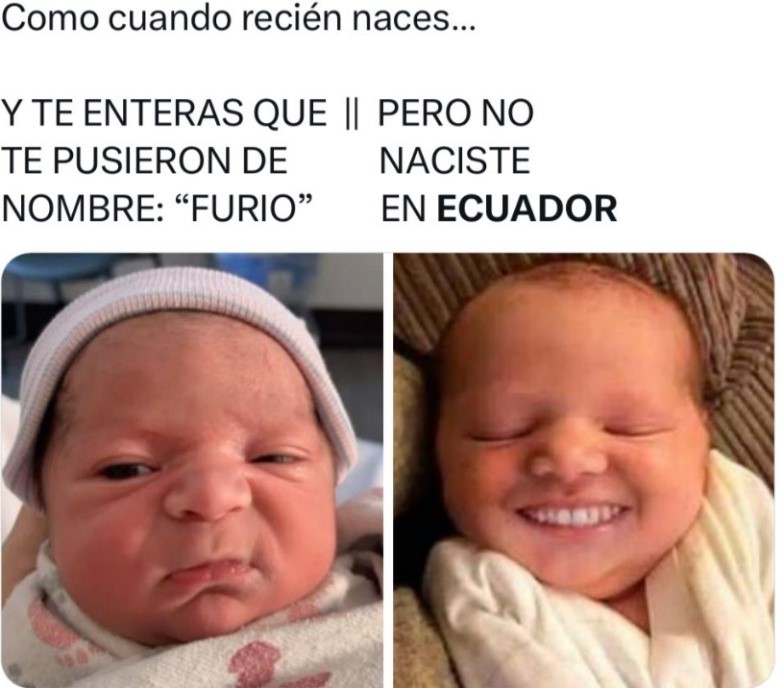 Como cuando recién naces...
Y TE ENTERAS QUE || PERO NO
TE PUSIERON DE NACISTE
NOMBRE: “FURIO” EN ECUADOR